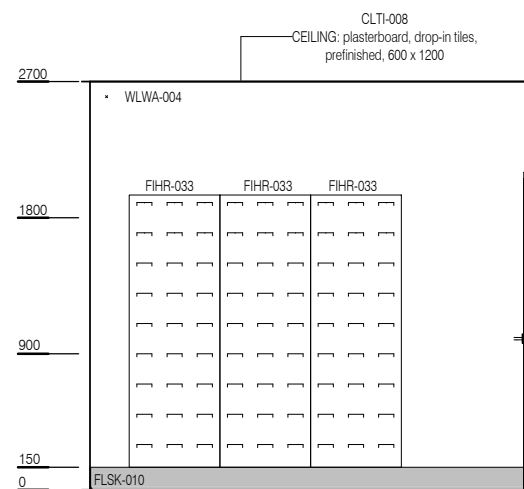 CLTI-008
CEILING: plasterboard, drop-in tiles,
prefinished, 600 x 1200
2700
WLWA-004
FIHR-033 FIHR-033 FIHR-033
1800
900
150
0
FLSK-010